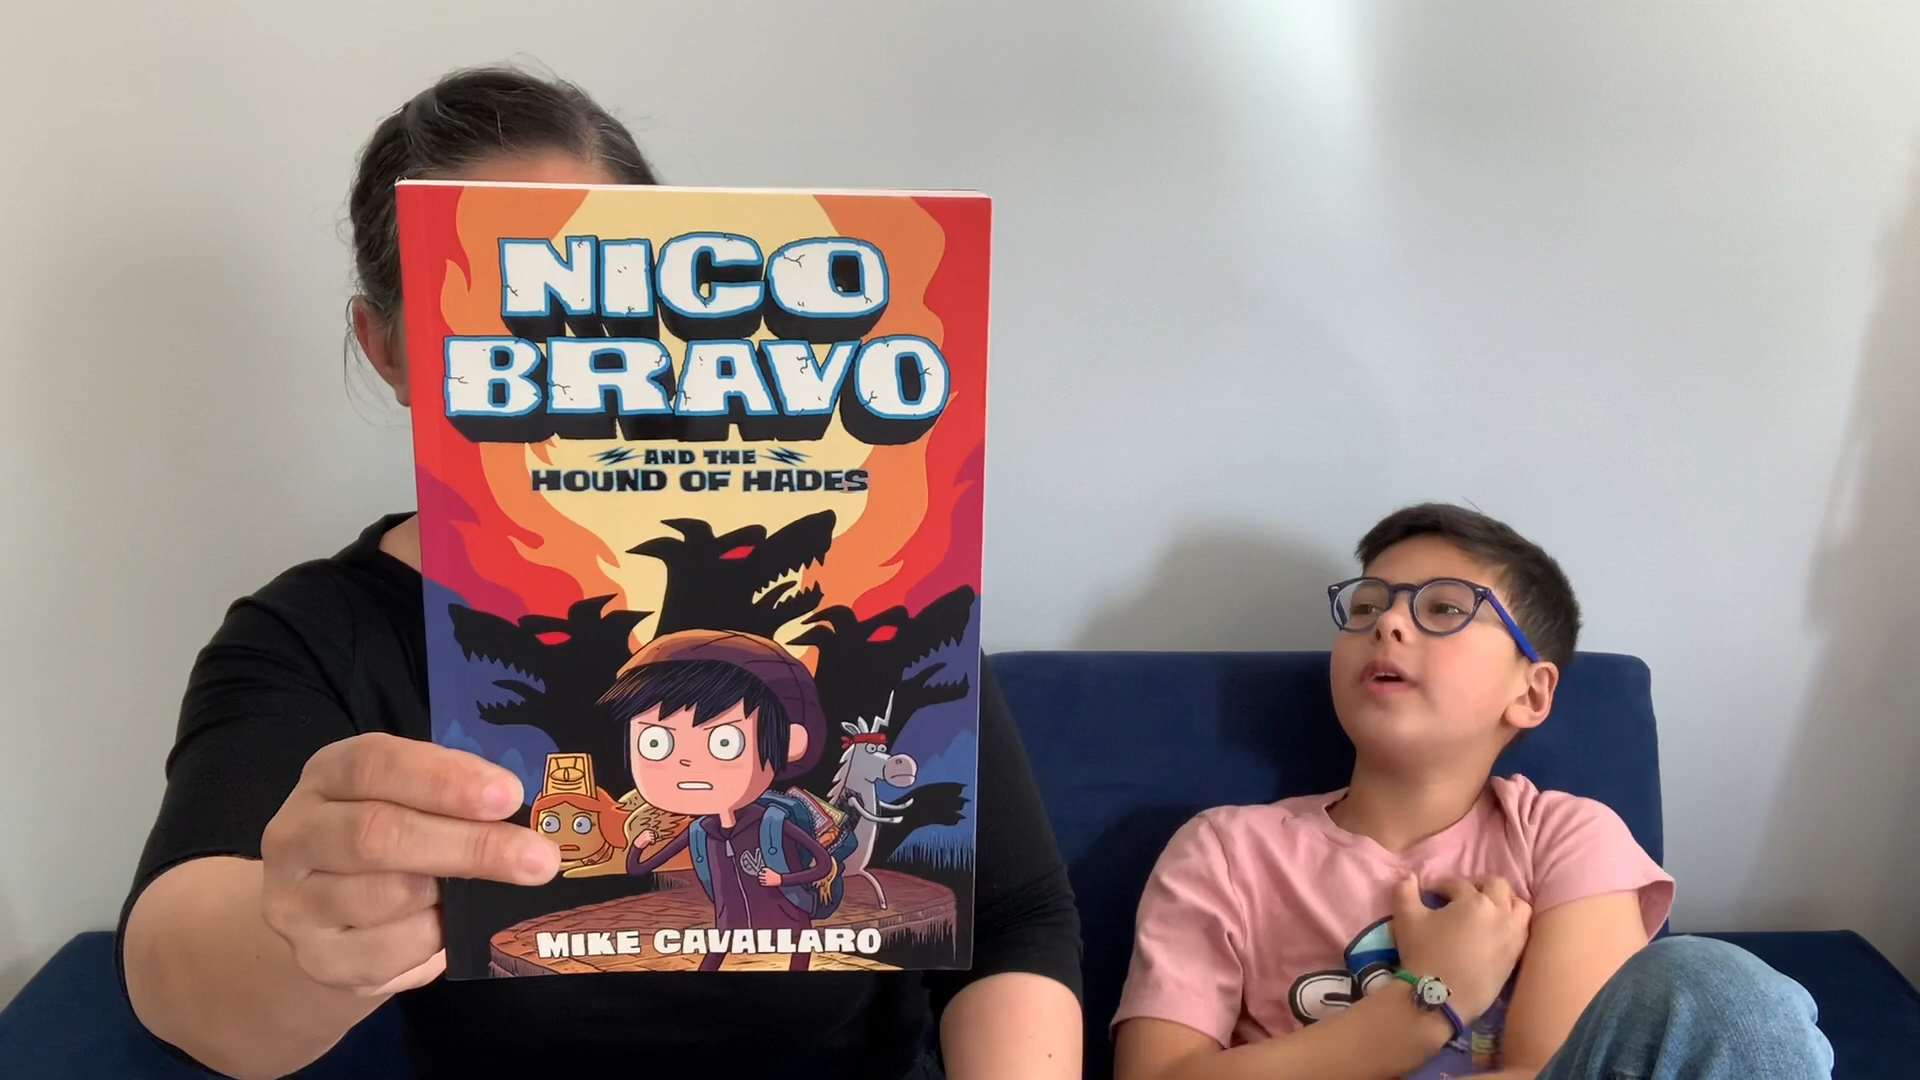 NICO
BRAVO
AND THE
HOUND OF HADES
MIKE CAVALLARO